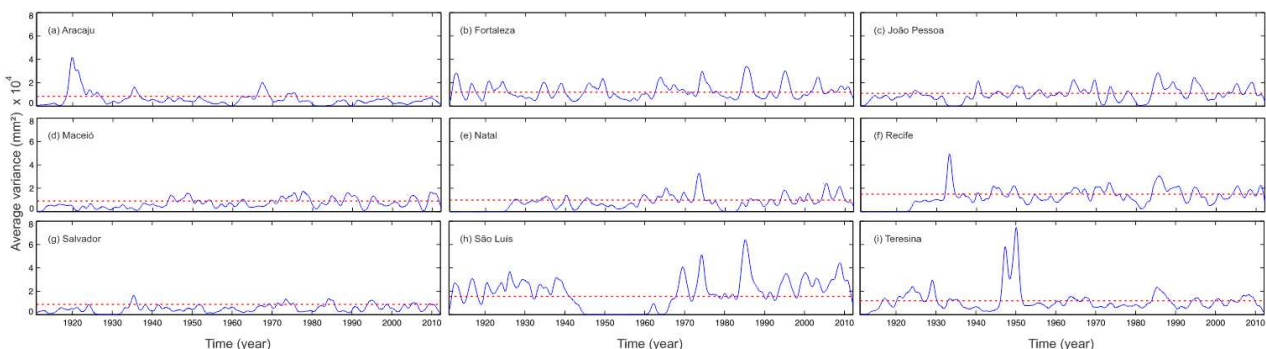 8
(a) Aracaju
(b) Fortaleza
(c) João Pessoa
6
4
2
0
8
(d) Maceió
(e) Natal
(f) Recife
6
4
2
0
8
(g) Salvador
(h) São Luis
(i) Teresina
6
4
2
0
Average variance (mm²) x 10⁴
1920 1930 1940 1950 1960 1970 1980 1990 2000 2010
1920 1930 1940 1950 1960 1970 1980 1990 2000 2010
1920 1930 1940 1950 1960 1970 1980 1990 2000 2010
Time (year)
Time (year)
Time (year)